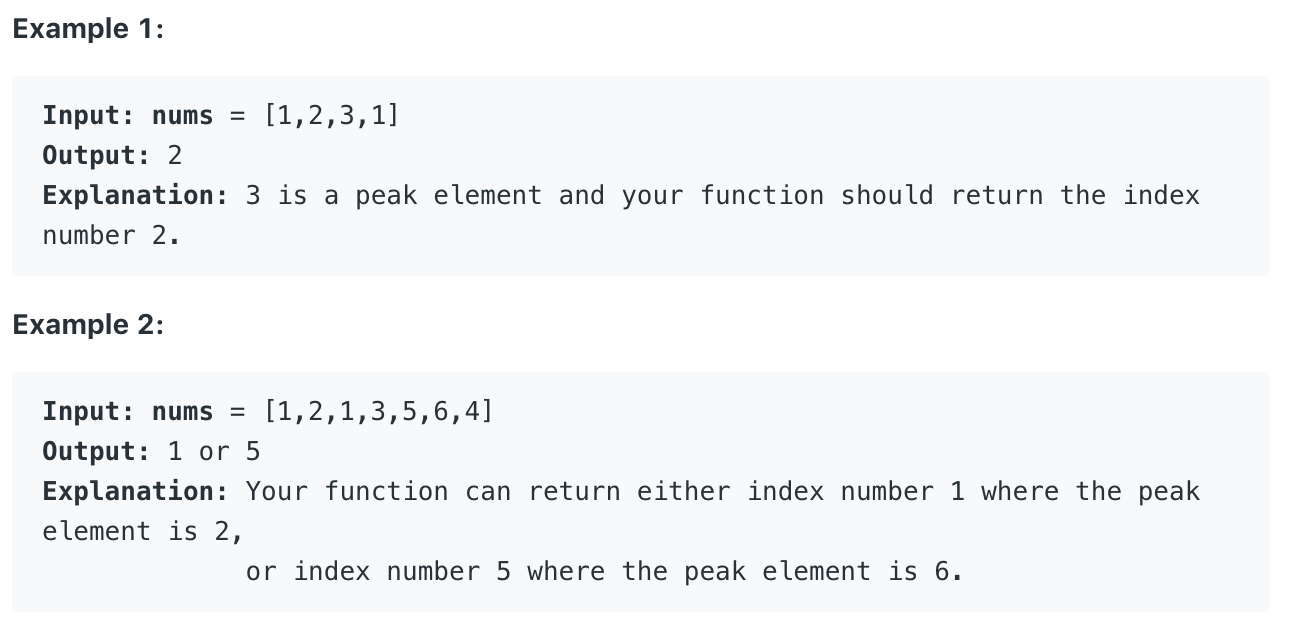 Example 1:
Input: nums = [1,2,3,1]
Output: 2
Explanation: 3 is a peak element and your function should return the index
number 2.
Example 2:
Input: nums = [1,2,1,3,5,6,4]
Output: 1 or 5
Explanation: Your function can return either index number 1 where the peak
element is 2,
or index number 5 where the peak element is 6.